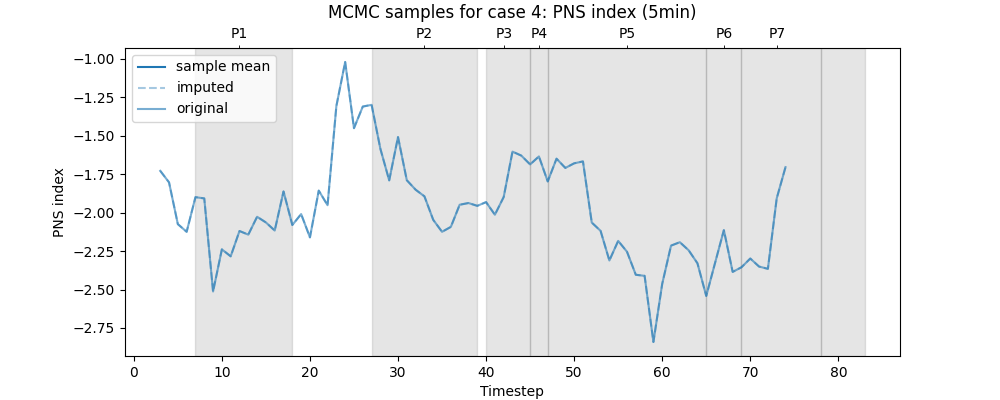 MCMC samples for case 4: PNS index (5min)
P1 P2 P3 P4 P5 P6 P7
sample mean
imputed
original
−1.00
−1.25
−1.50
−1.75
−2.00
−2.25
−2.50
−2.75
PNS index
0 10 20 30 40 50 60 70 80
Timestep